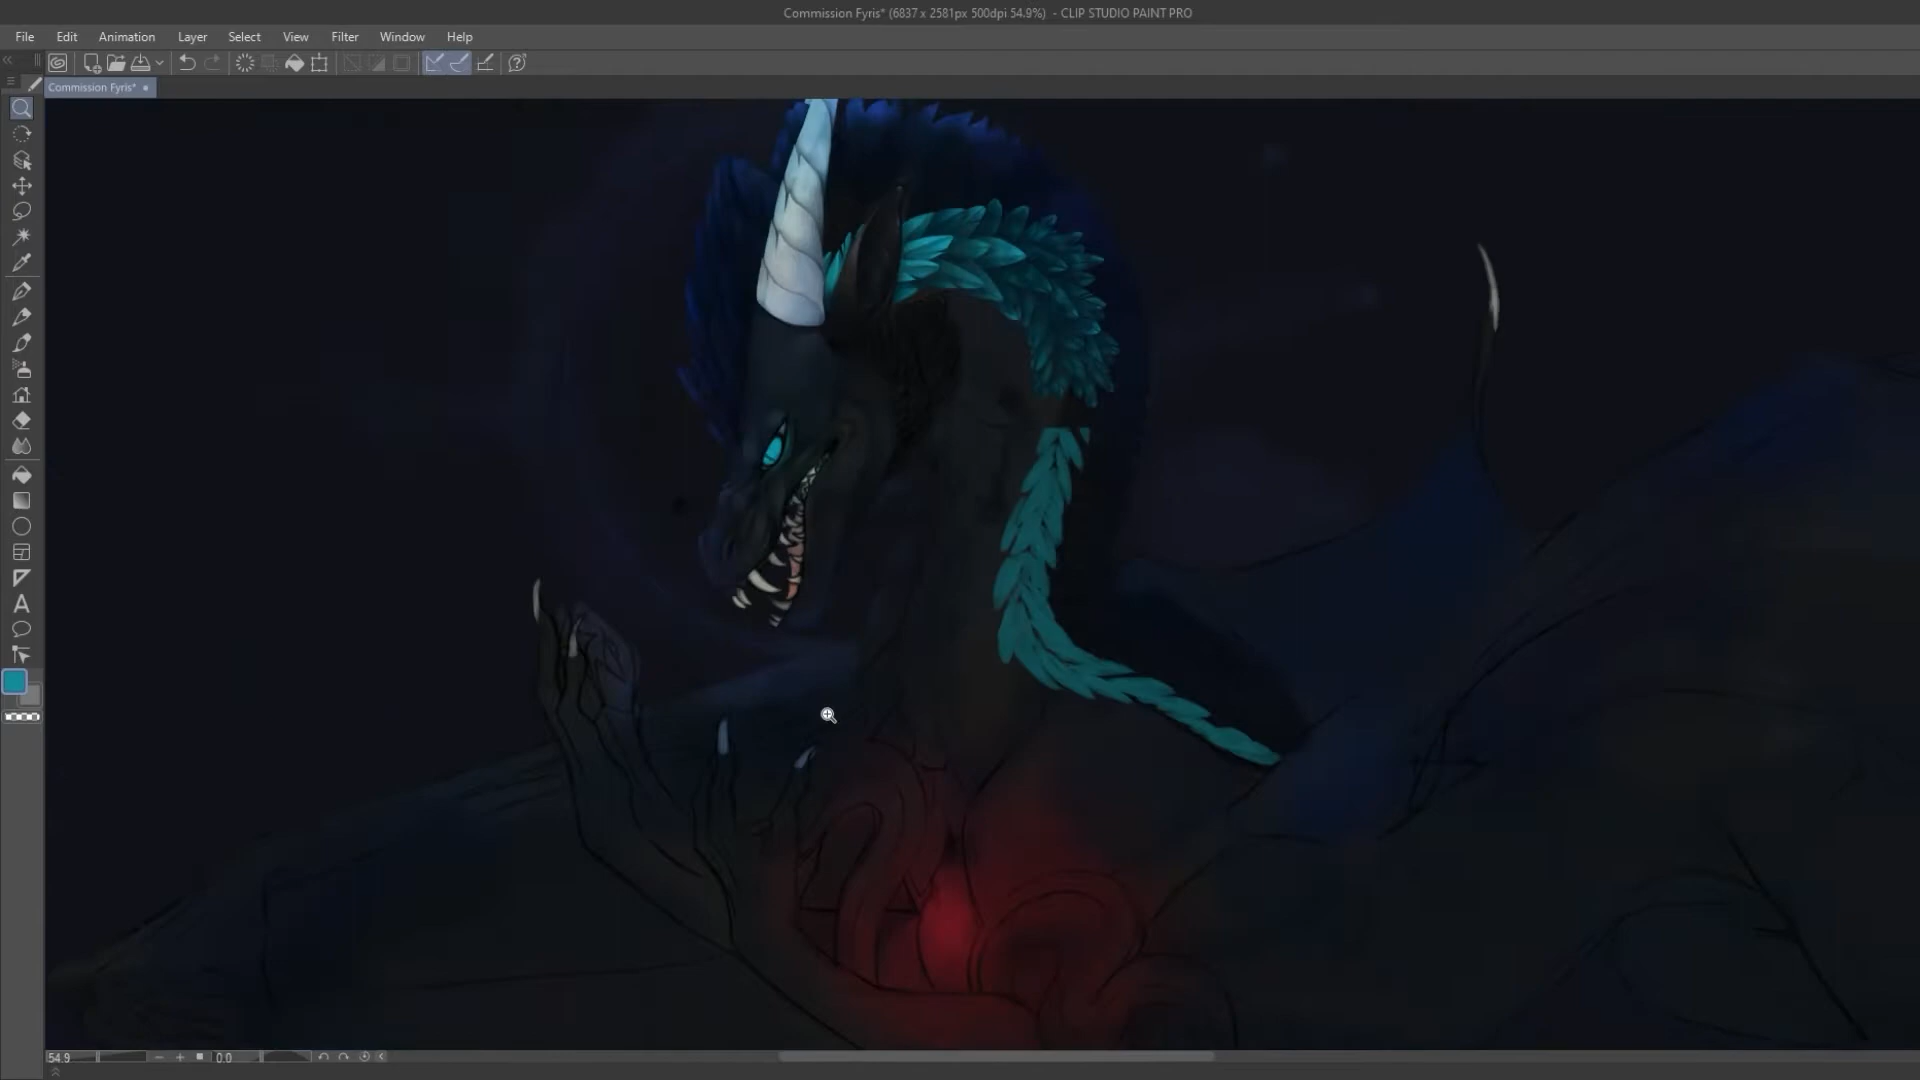 Commission Fyris* (6837 x 2581px 500dpi 54.9%) - CLIP STUDIO PAINT PRO
File Edit Animation Layer Select View Filter Window Help
Commission Fyris*
54.9 0.0